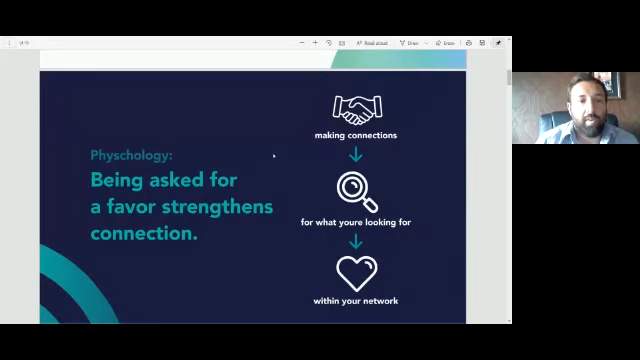 Read aloud
Draw
Erase
Physchology:
Being asked for
a favor strengthens
connection.
making connections
for what youre looking for
within your network